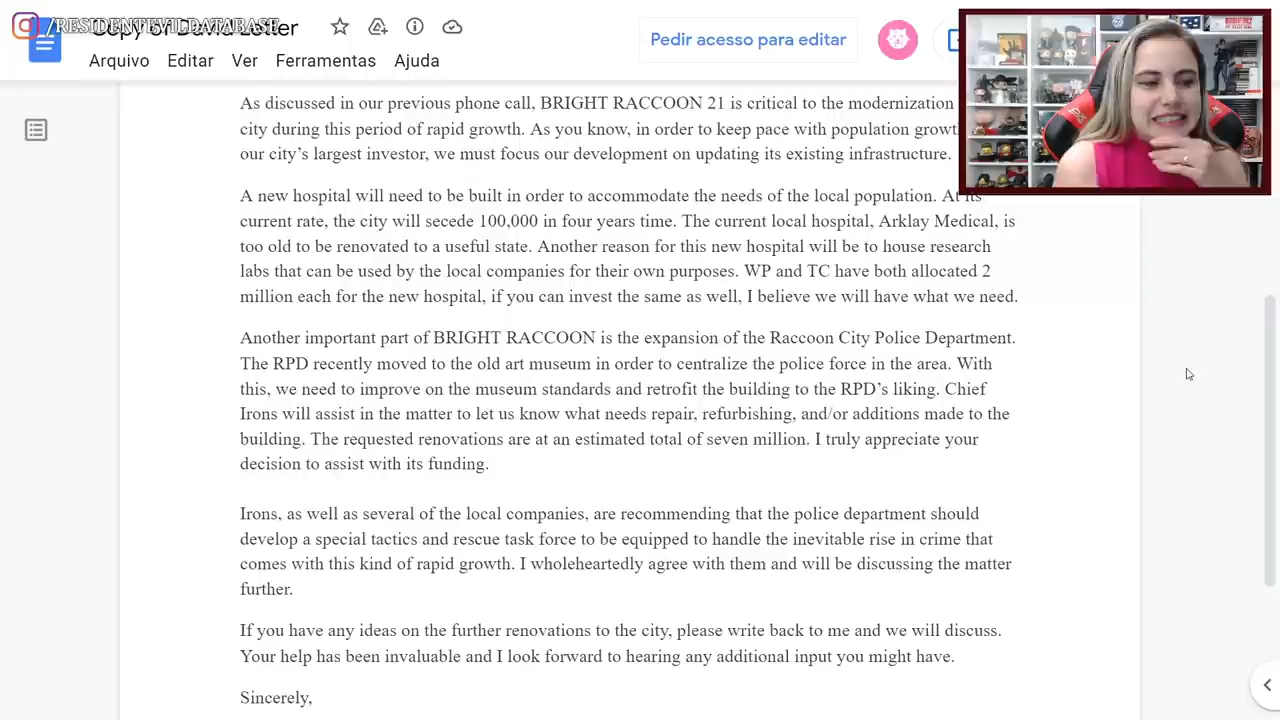 /RESIDENTEVILDATABASE
Pedir acesso para editar
Arquivo Editar Ver Ferramentas Ajuda
As discussed in our previous phone call, BRIGHT RACCOON 21 is critical to the modernization
city during this period of rapid growth. As you know, in order to keep pace with population
our city’s largest investor, we must focus our development on updating its existing infrastructure.
A new hospital will need to be built in order to accommodate the needs of the local population. At its
current rate, the city will secede 100,000 in four years time. The current local hospital, Arklay Medical, is
too old to be renovated to a useful state. Another reason for this new hospital will be to house research
labs that can be used by the local companies for their own purposes. WP and TC have both allocated 2
million each for the new hospital, if you can invest the same as well, I believe we will have what we need.
Another important part of BRIGHT RACCOON is the expansion of the Raccoon City Police Department.
The RPD recently moved to the old art museum in order to centralize the police force in the area. With
this, we need to improve on the museum standards and retrofit the building to the RPD’s liking. Chief
Irons will assist in the matter to let us know what needs repair, refurbishing, and/or additions made to the
building. The requested renovations are at an estimated total of seven million. I truly appreciate your
decision to assist with its funding.
Irons, as well as several of the local companies, are recommending that the police department should
develop a special tactics and rescue task force to be equipped to handle the inevitable rise in crime that
comes with this kind of rapid growth. I wholeheartedly agree with them and will be discussing the matter
further.
If you have any ideas on the further renovations to the city, please write back to me and we will discuss.
Your help has been invaluable and I look forward to hearing any additional input you might have.
Sincerely,